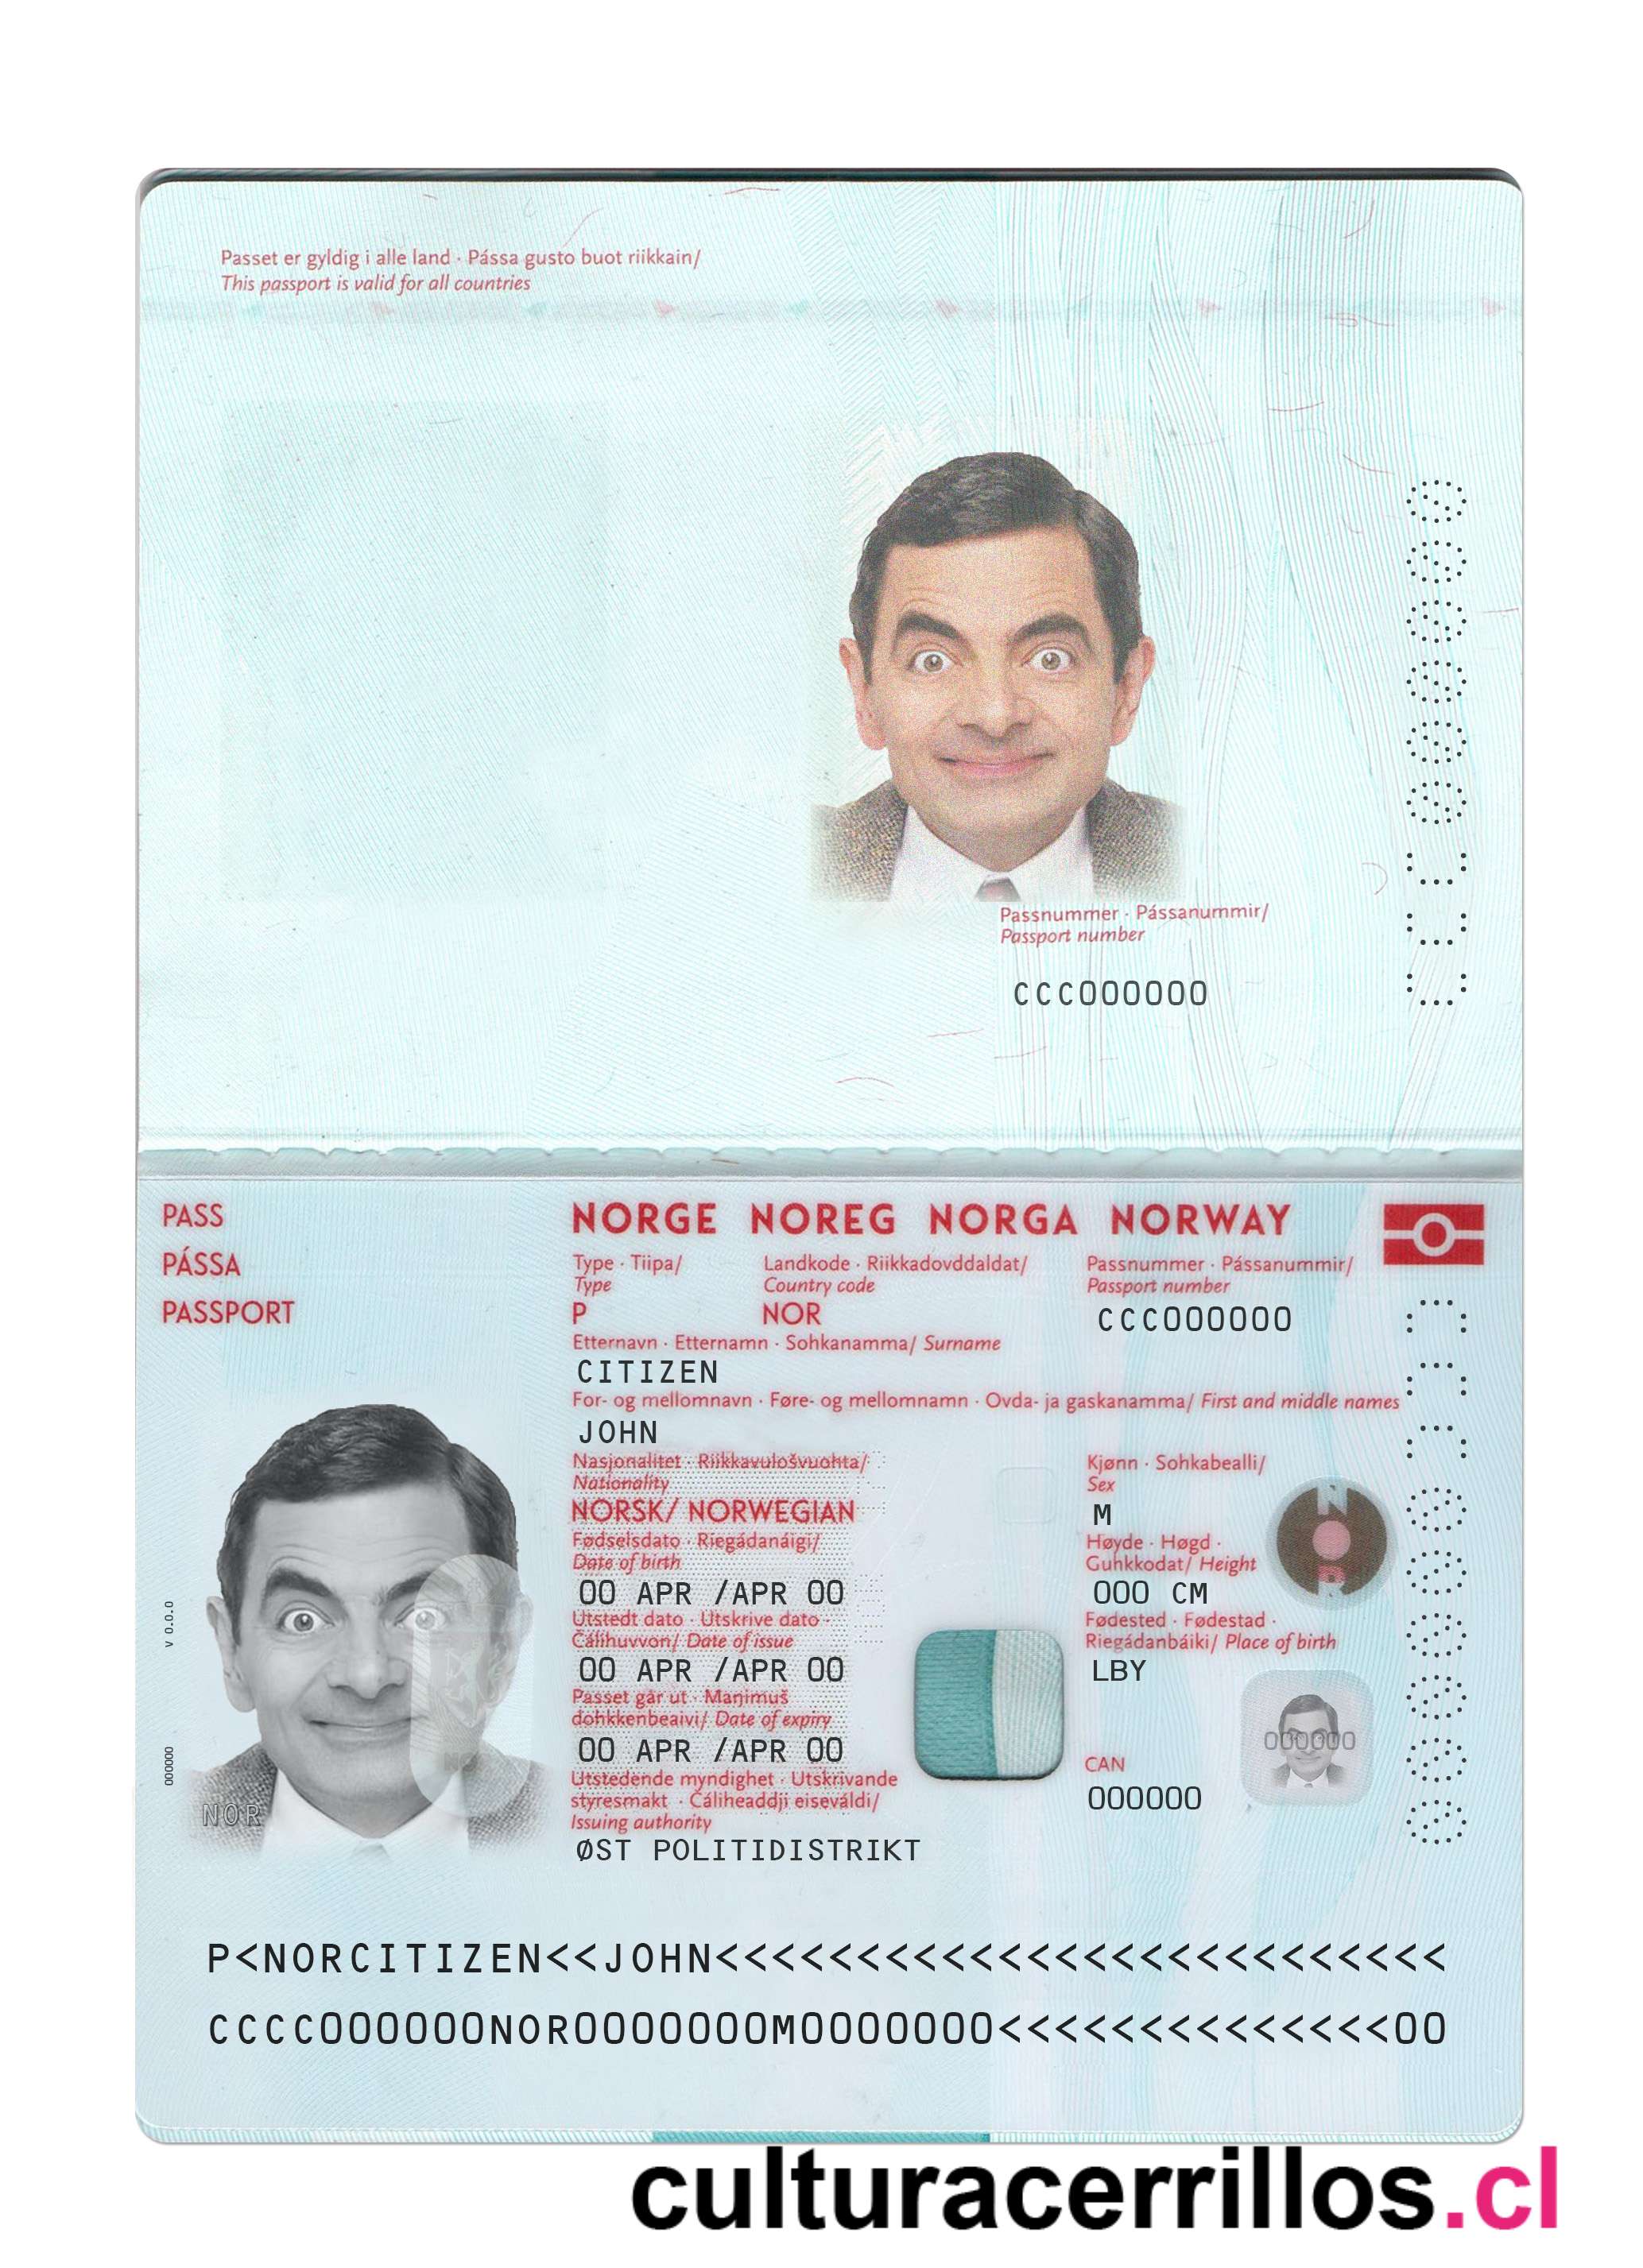 Passet er gyldig i alle land · Pássa gusto buot riikkain/
This passport is valid for all countries
Passnummer · Pássanummir/
Passport number
CCC000000
CCC000000
PASS
PÁSSA
PASSPORT
NORGE NOREG NORGA NORWAY
Type · Tiipa/
Type
P
Landkode · Riikkadovddaldat/
Country code
NOR
Passnummer · Pássanummir/
Passport number
CCC000000
Etternavn · Etternamn · Sohkanamma/ Surname
CITIZEN
For- og mellomnavn · Føre- og mellomnamn · Ovda- ja gaskanamma/ First and middle names
JOHN
Nasjonalitet · Riikkavulošvuohta/
Nationality
NORSK/ NORWEGIAN
Kjønn · Sohkabealli/
Sex
M
Fødselsdato · Riegádanáigi/
Date of birth
00 APR /APR 00
Høyde · Høgd ·
Guhkkodat/ Height
000 CM
Utstedt dato · Utskrive dato ·
Čálihuvvon/ Date of issue
00 APR /APR 00
Fødested · Fødestad ·
Riegádanbáiki/ Place of birth
LBY
Passet går ut · Maŋimuš
dohkkenbeaivi/ Date of expiry
00 APR /APR 00
CAN
000000
Utstedende myndighet · Utskrivande
styresmakt · Čáliheaddji eiseváldi/
Issuing authority
ØST POLITIDISTRIKT
NOR
NOR
000000
V 0.0.0
000000
P<NORCITIZEN<<JOHN<<<<<<<<<<<<<<<<<<<<<<<<<<
CCCC000000NOR00000000M0000000<<<<<<<<<<<<<<00
culturacerrillos.cl